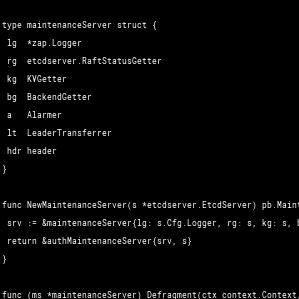 type maintenanceServer struct {
lg *zap.Logger
rg etcdserver.RaftStatusGetter
kg KVGetter
bg BackendGetter
a Alarmer
lt LeaderTransferrer
hdr header
}
func NewMaintenanceServer(s *etcdserver.EtcdServer) pb.Maint
srv := &maintenanceServer{lg: s.Cfg.Logger, rg: s, kg: s, b
return &authMaintenanceServer{srv, s}
}
func (ms *maintenanceServer) Defragment(ctx context.Context